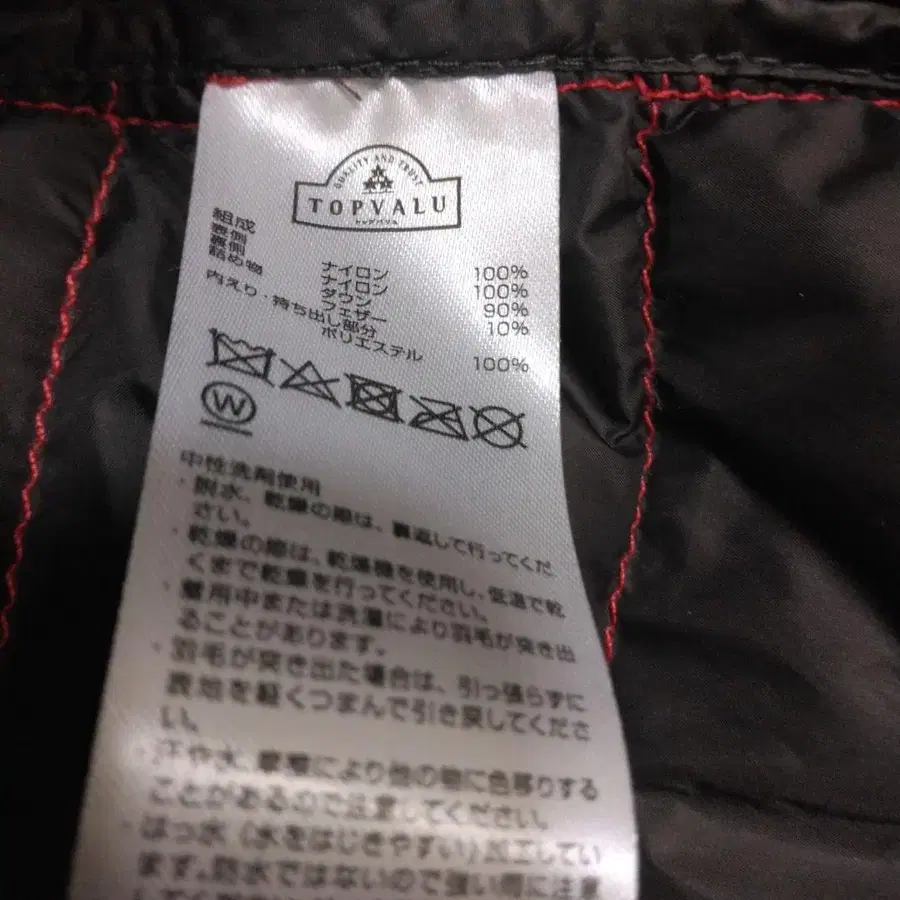 QUALITY AND TRUST
TOPVALU
トップバリュ
組成
表側 ナイロン 100%
裏側 ナイロン 100%
詰め物 ダウン 90%
フェザー 10%
内えり・持ち出し部分
ポリエステル 100%
W
中性洗剤使用
・脱水、乾燥の際は、裏返して行ってくだ
さい。
・乾燥の際は、乾燥機を使用し、低温で乾
くまで乾燥を行ってください。
・着用中または洗濯により羽毛が突き出
ることがあります。
・羽毛が突き出た場合は、引っ張らずに
表地を軽くつまんで引き戻してくださ
い。
・汗や水、摩擦により他の物に色移りする
ことがあるので注意してください。
・はっ水（水をはじきやすい）加工してい
ます。防水ではないので強い雨に注意
してください